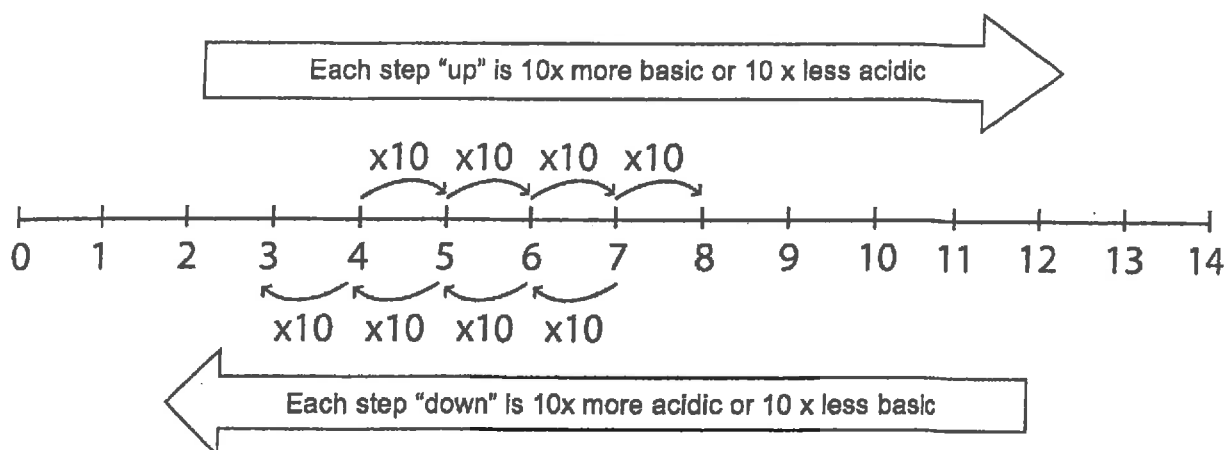 Each step “up” is 10x more basic or 10 x less acidic
x10 x10 x10 x10
0 1 2 3 4 5 6 7 8 9 10 11 12 13 14
x10 x10 x10 x10
Each step “down” is 10x more acidic or 10 x less basic